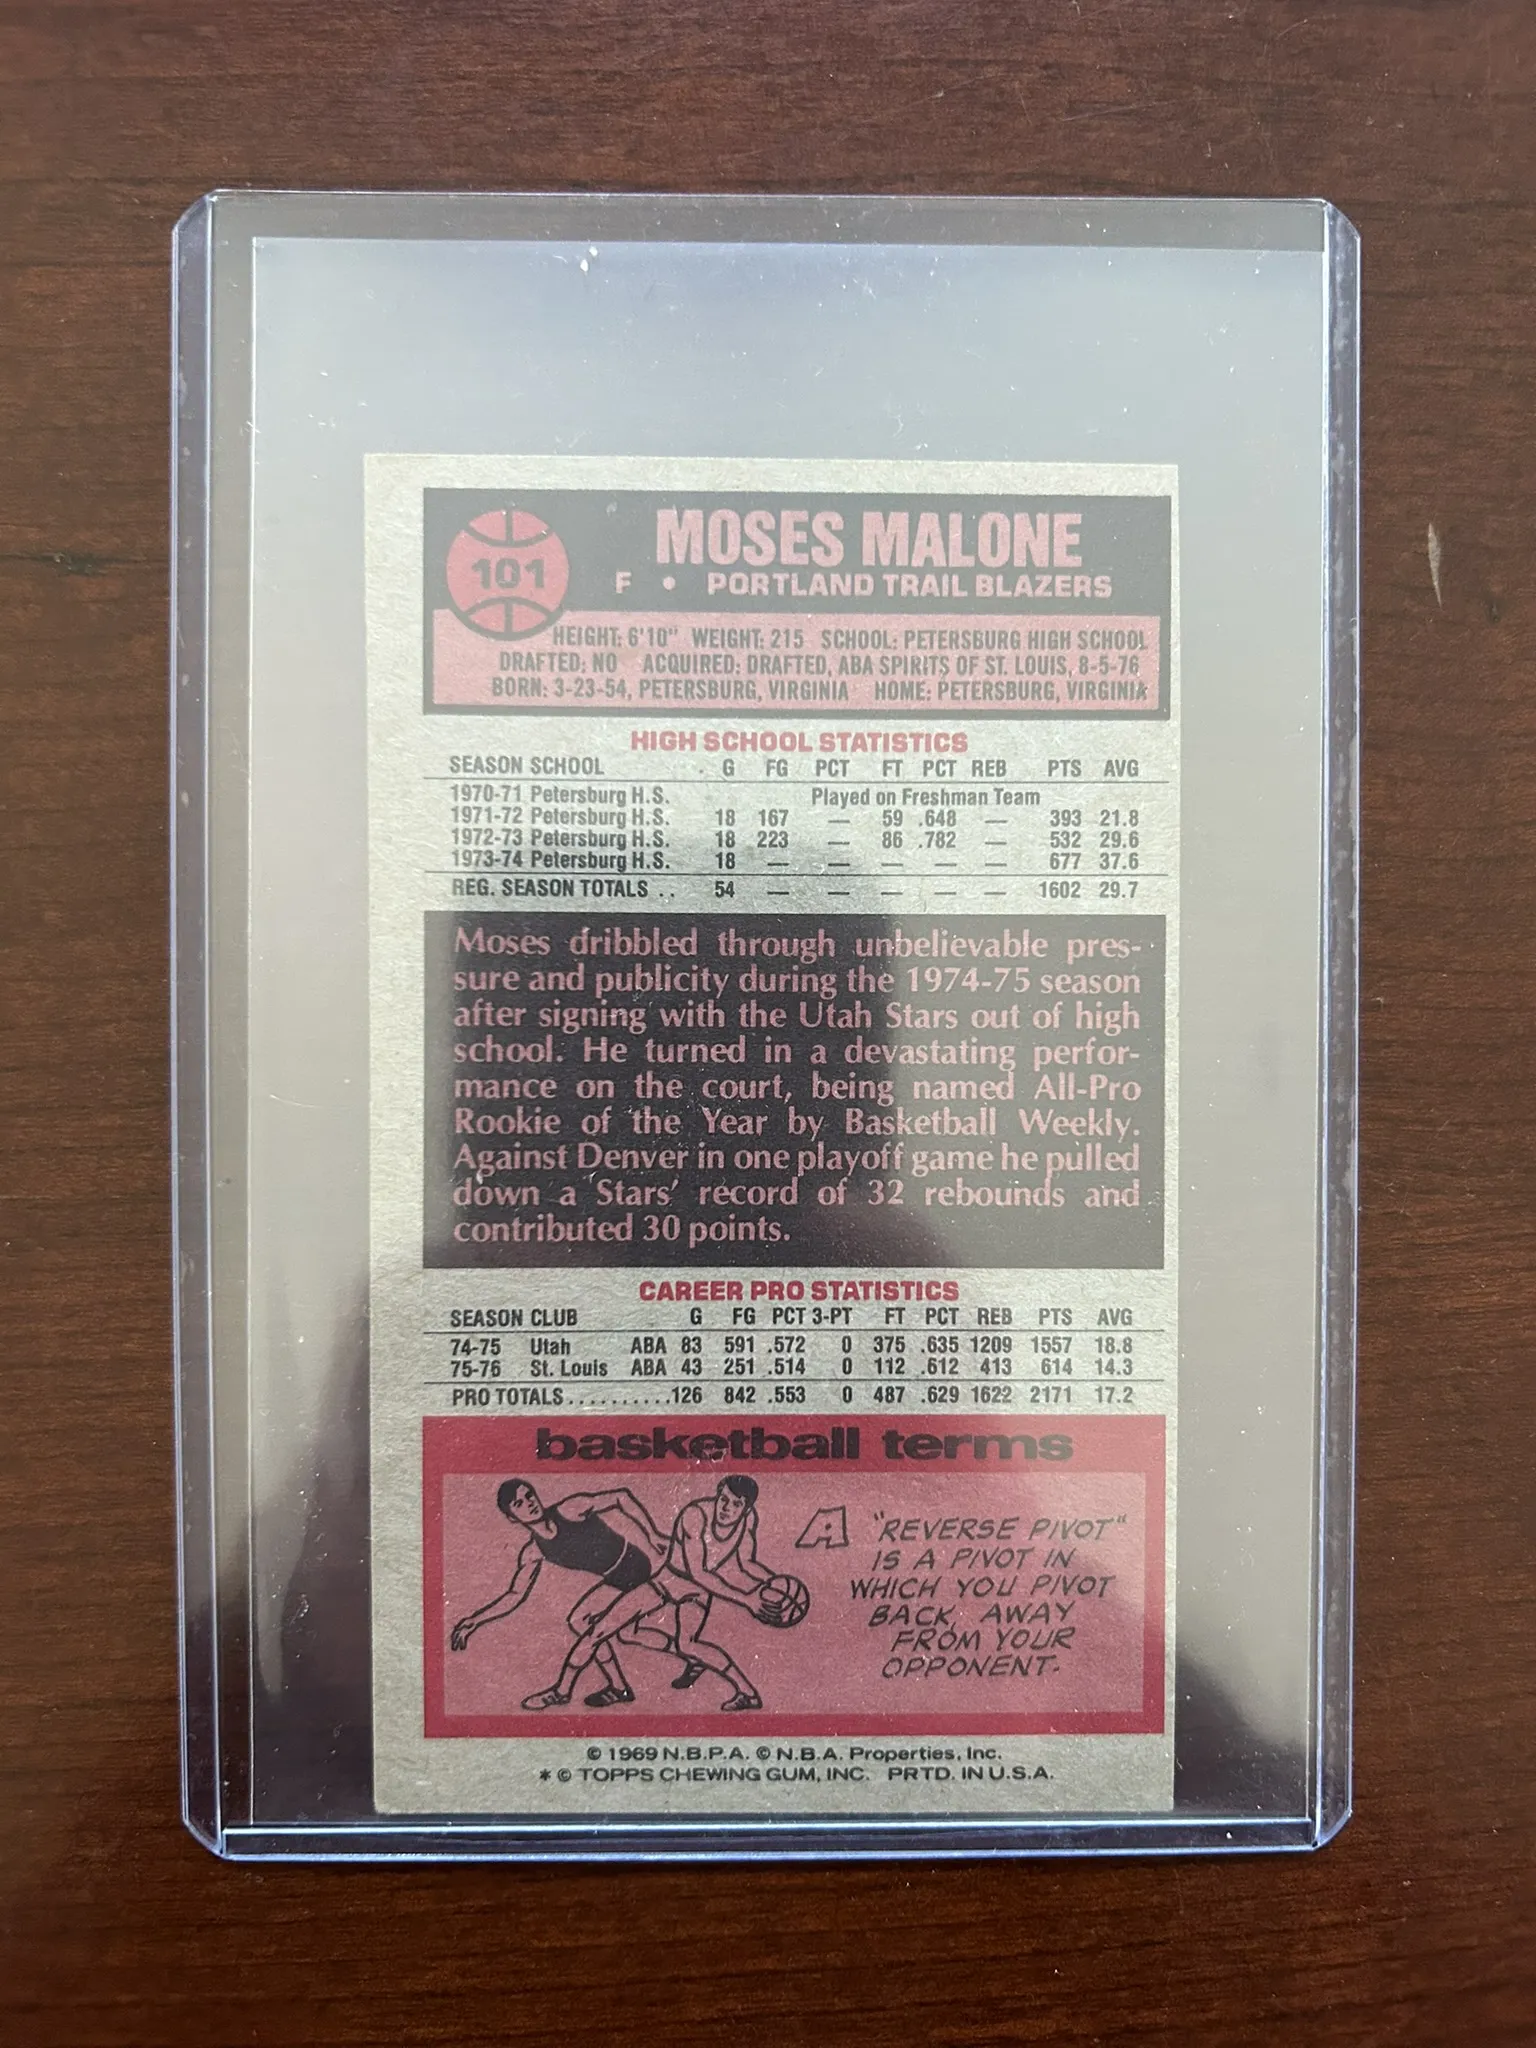 101
MOSES MALONE
F • PORTLAND TRAIL BLAZERS
HEIGHT: 6'10" WEIGHT: 215 SCHOOL: PETERSBURG HIGH SCHOOL
DRAFTED: NO ACQUIRED: DRAFTED, ABA SPIRITS OF ST. LOUIS, 8-5-76
BORN: 3-23-54, PETERSBURG, VIRGINIA HOME: PETERSBURG, VIRGINIA
HIGH SCHOOL STATISTICS
SEASON SCHOOL G FG PCT FT PCT REB PTS AVG
1970-71 Petersburg H.S. Played on Freshman Team
1971-72 Petersburg H.S. 18 167 — 59 .648 — 393 21.8
1972-73 Petersburg H.S. 18 223 — 86 .782 — 532 29.6
1973-74 Petersburg H.S. 18 — — — — — 677 37.6
REG. SEASON TOTALS .. 54 — — — — — 1602 29.7
Moses dribbled through unbelievable pres-
sure and publicity during the 1974-75 season
after signing with the Utah Stars out of high
school. He turned in a devastating perfor-
mance on the court, being named All-Pro
Rookie of the Year by Basketball Weekly.
Against Denver in one playoff game he pulled
down a Stars' record of 32 rebounds and
contributed 30 points.
CAREER PRO STATISTICS
SEASON CLUB G FG PCT 3-PT FT PCT REB PTS AVG
74-75 Utah ABA 83 591 .572 0 375 .635 1209 1557 18.8
75-76 St. Louis ABA 43 251 .514 0 112 .612 413 614 14.3
PRO TOTALS..........126 842 .553 0 487 .629 1622 2171 17.2
basketball terms
A "REVERSE PIVOT"
IS A PIVOT IN
WHICH YOU PIVOT
BACK, AWAY
FROM YOUR
OPPONENT.
© 1969 N.B.P.A. © N.B.A. Properties, Inc.
* © TOPPS CHEWING GUM, INC. PRTD. IN U.S.A.